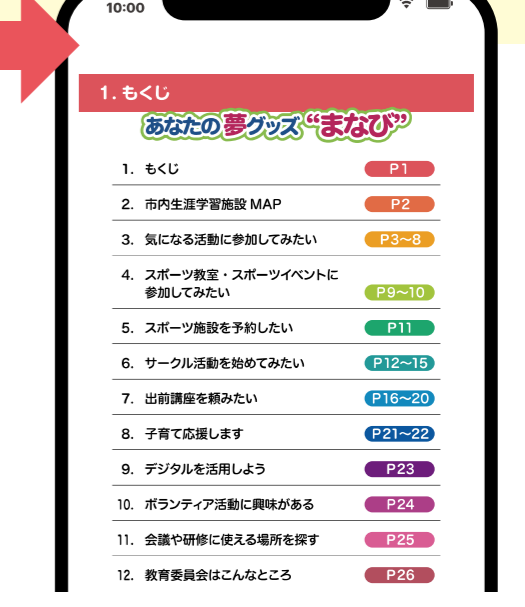 10:00
1. もくじ
あなたの夢グッズ“まなび”
1. もくじ P1
2. 市内生涯学習施設 MAP P2
3. 気になる活動に参加してみたい P3～8
4. スポーツ教室・スポーツイベントに
参加してみたい P9～10
5. スポーツ施設を予約したい P11
6. サークル活動を始めてみたい P12～15
7. 出前講座を頼みたい P16～20
8. 子育て応援します P21～22
9. デジタルを活用しよう P23
10. ボランティア活動に興味がある P24
11. 会議や研修に使える場所を探す P25
12. 教育委員会はこんなところ P26